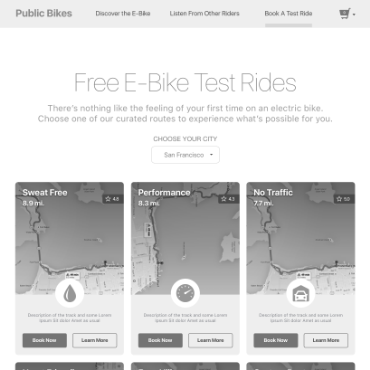 Public Bikes
Discover the E-Bike
Listen From Other Riders
Book A Test Ride
Free E-Bike Test Rides
There's nothing like the feeling of your first time on an electric bike.
Choose one of our curated routes to experience what's possible for you.
CHOOSE YOUR CITY
San Francisco
Sweat Free
8.9 mi.
4.8
Description of the track and some Lorem
Ipsum Sit dolor Amet as usual
Book Now
Learn More
Performance
8.3 mi.
4.3
Description of the track and some Lorem
Ipsum Sit dolor Amet as usual
Book Now
Learn More
No Traffic
7.7 mi.
5.0
Description of the track and some Lorem
Ipsum Sit dolor Amet as usual
Book Now
Learn More